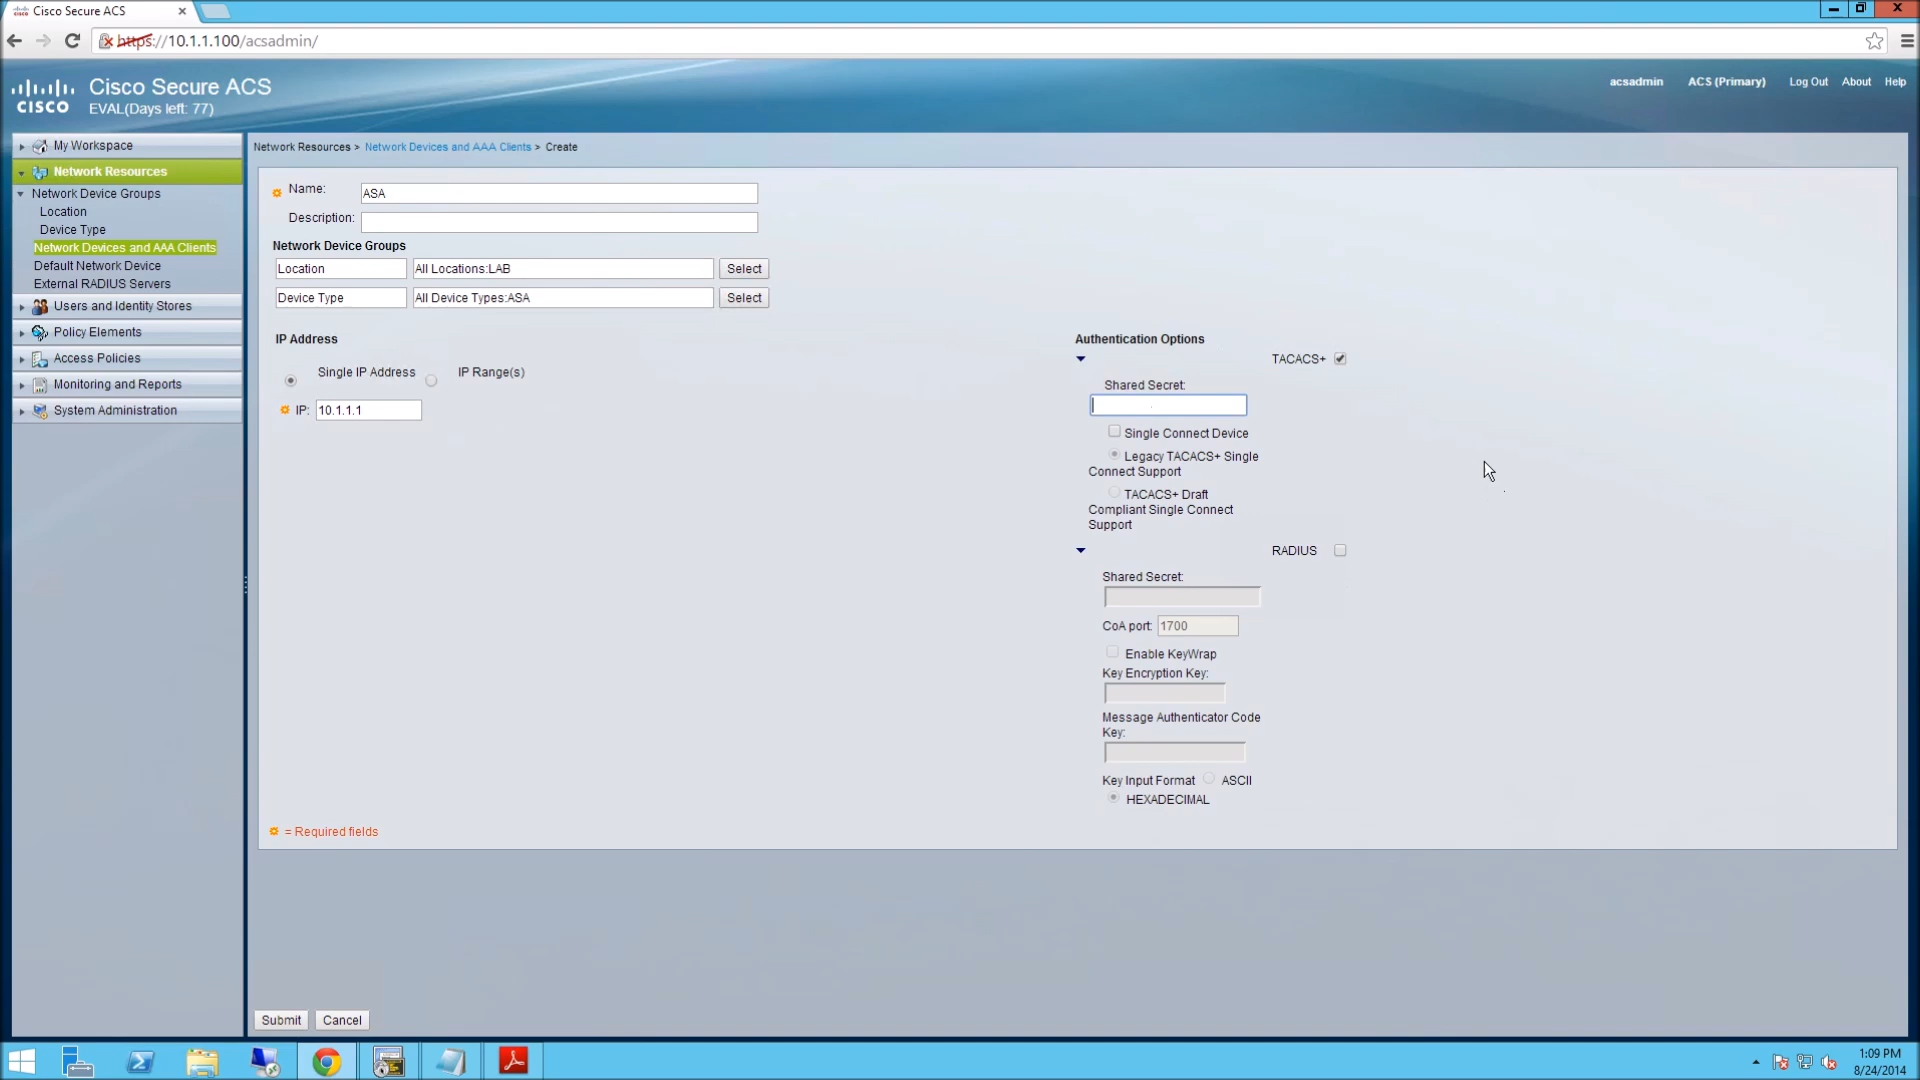 Cisco Secure ACS
https://10.1.1.100/acsadmin/
CISCO
Cisco Secure ACS
EVAL(Days left: 77)
acsadmin
ACS (Primary)
Log Out
About
Help
My Workspace
Network Resources
Network Device Groups
Location
Device Type
Network Devices and AAA Clients
Default Network Device
External RADIUS Servers
Users and Identity Stores
Policy Elements
Access Policies
Monitoring and Reports
System Administration
Network Resources > Network Devices and AAA Clients > Create
Name: ASA
Description:
Network Device Groups
Location All Locations:LAB Select
Device Type All Device Types:ASA Select
IP Address
Single IP Address IP Range(s)
IP: 10.1.1.1
Authentication Options
TACACS+
Shared Secret:
Single Connect Device
Legacy TACACS+ Single
Connect Support
TACACS+ Draft
Compliant Single Connect
Support
RADIUS
Shared Secret:
CoA port: 1700
Enable KeyWrap
Key Encryption Key:
Message Authenticator Code
Key:
Key Input Format ASCII
HEXADECIMAL
= Required fields
Submit Cancel
1:09 PM
8/24/2014